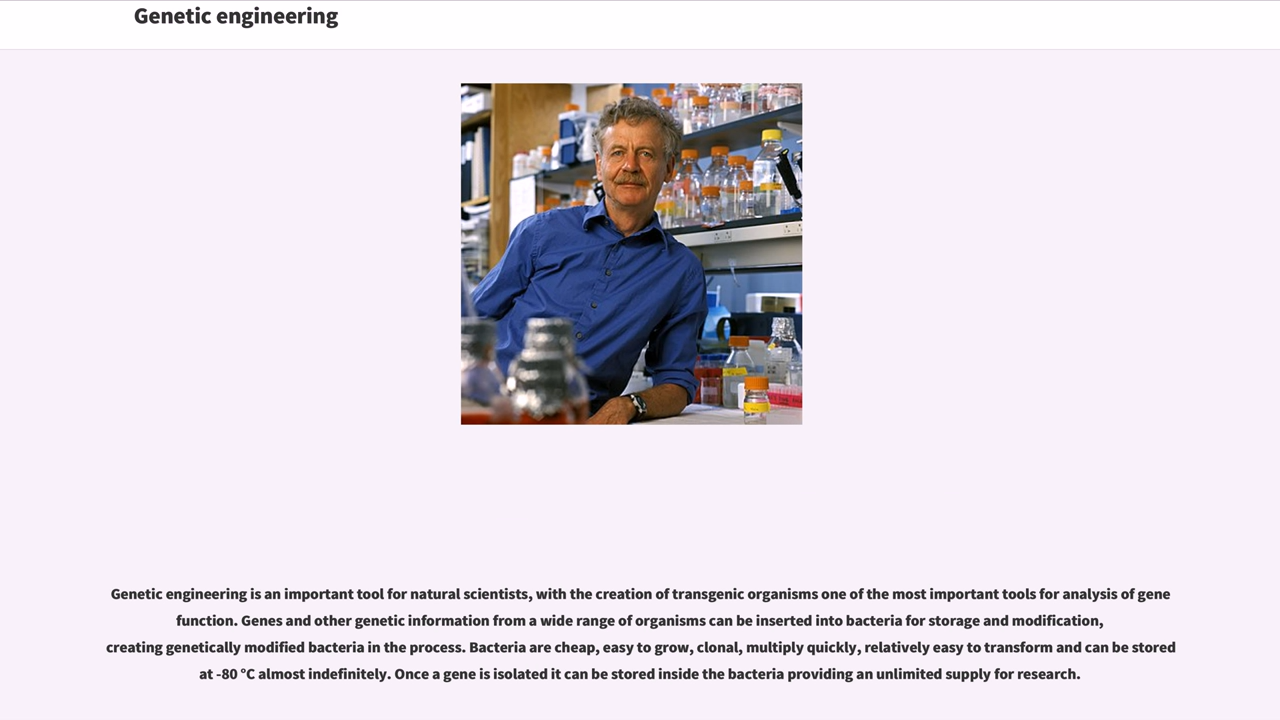 Genetic engineering
Genetic engineering is an important tool for natural scientists, with the creation of transgenic organisms one of the most important tools for analysis of gene
function. Genes and other genetic information from a wide range of organisms can be inserted into bacteria for storage and modification,
creating genetically modified bacteria in the process. Bacteria are cheap, easy to grow, clonal, multiply quickly, relatively easy to transform and can be stored
at -80 °C almost indefinitely. Once a gene is isolated it can be stored inside the bacteria providing an unlimited supply for research.